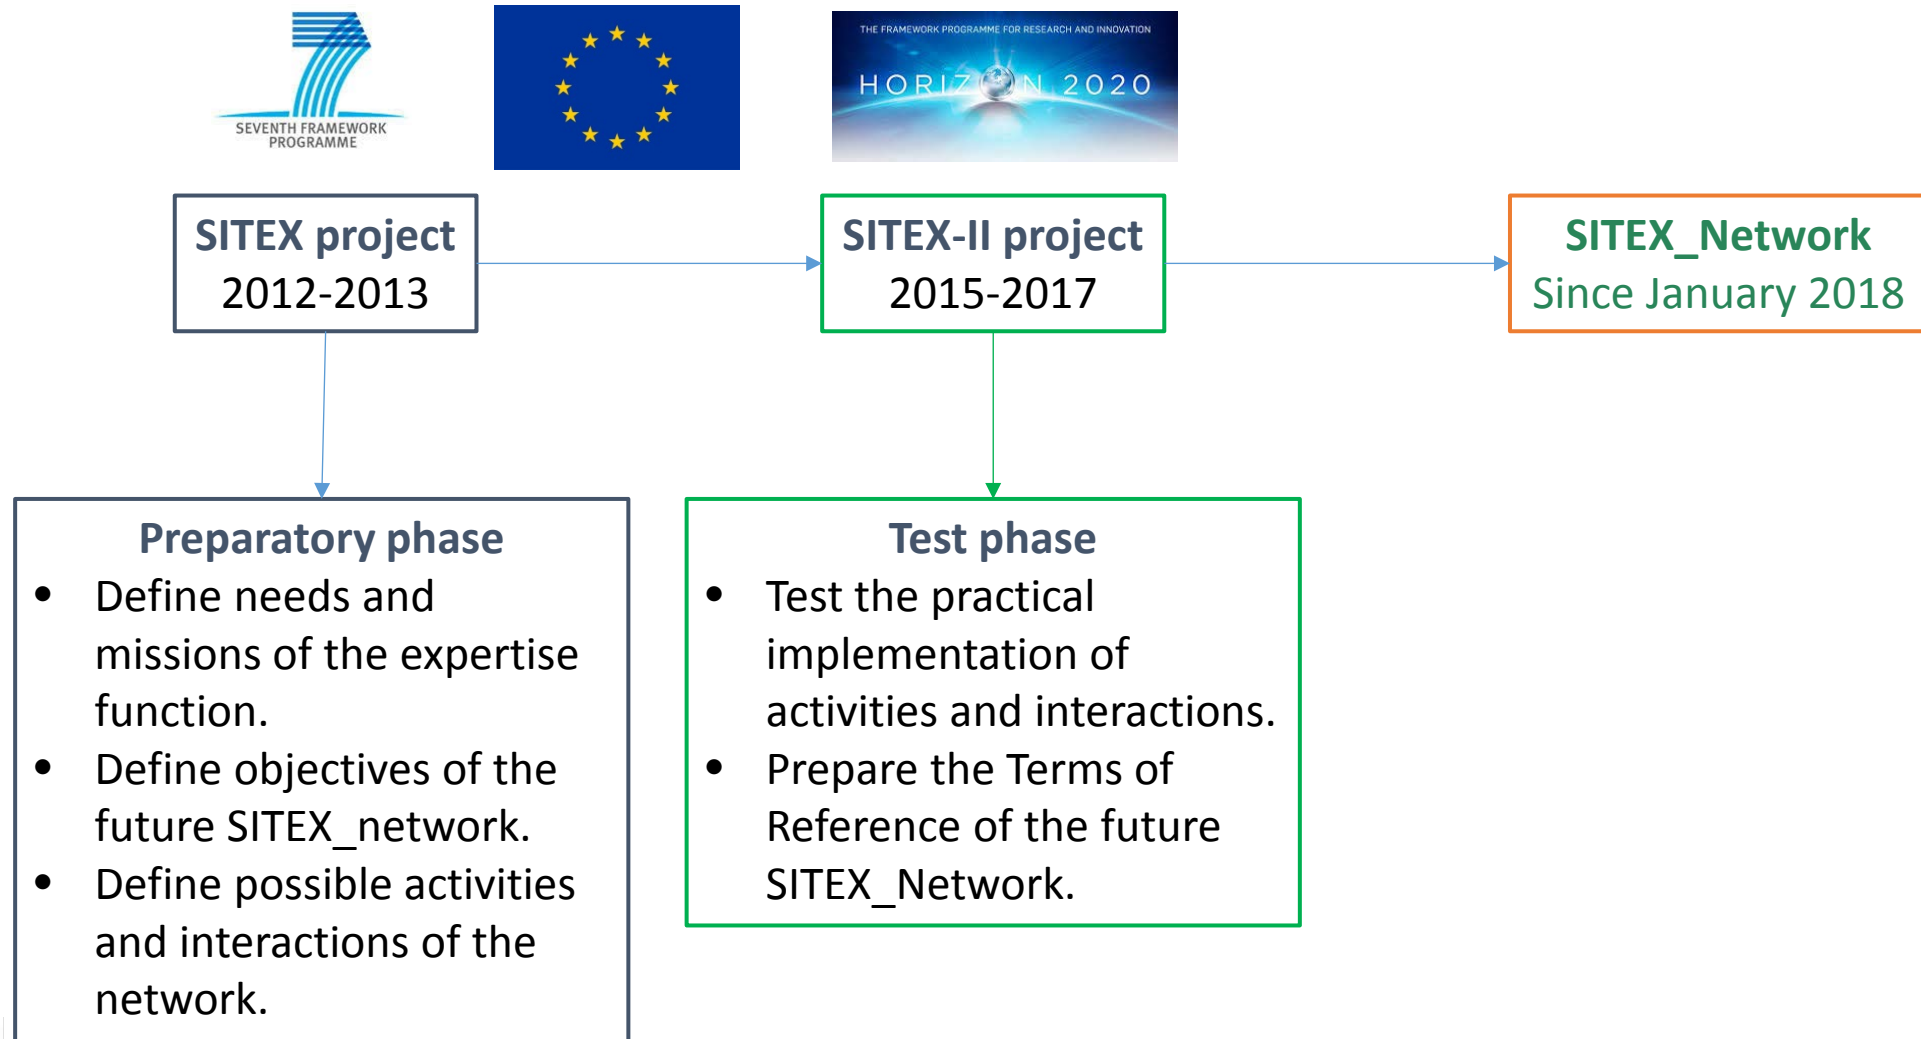 SEVENTH FRAMEWORK
PROGRAMME
THE FRAMEWORK PROGRAMME FOR RESEARCH AND INNOVATION
HORIZON 2020
SITEX project
2012-2013
SITEX-II project
2015-2017
SITEX_Network
Since January 2018
Preparatory phase
• Define needs and
missions of the expertise
function.
• Define objectives of the
future SITEX_network.
• Define possible activities
and interactions of the
network.
Test phase
• Test the practical
implementation of
activities and interactions.
• Prepare the Terms of
Reference of the future
SITEX_Network.